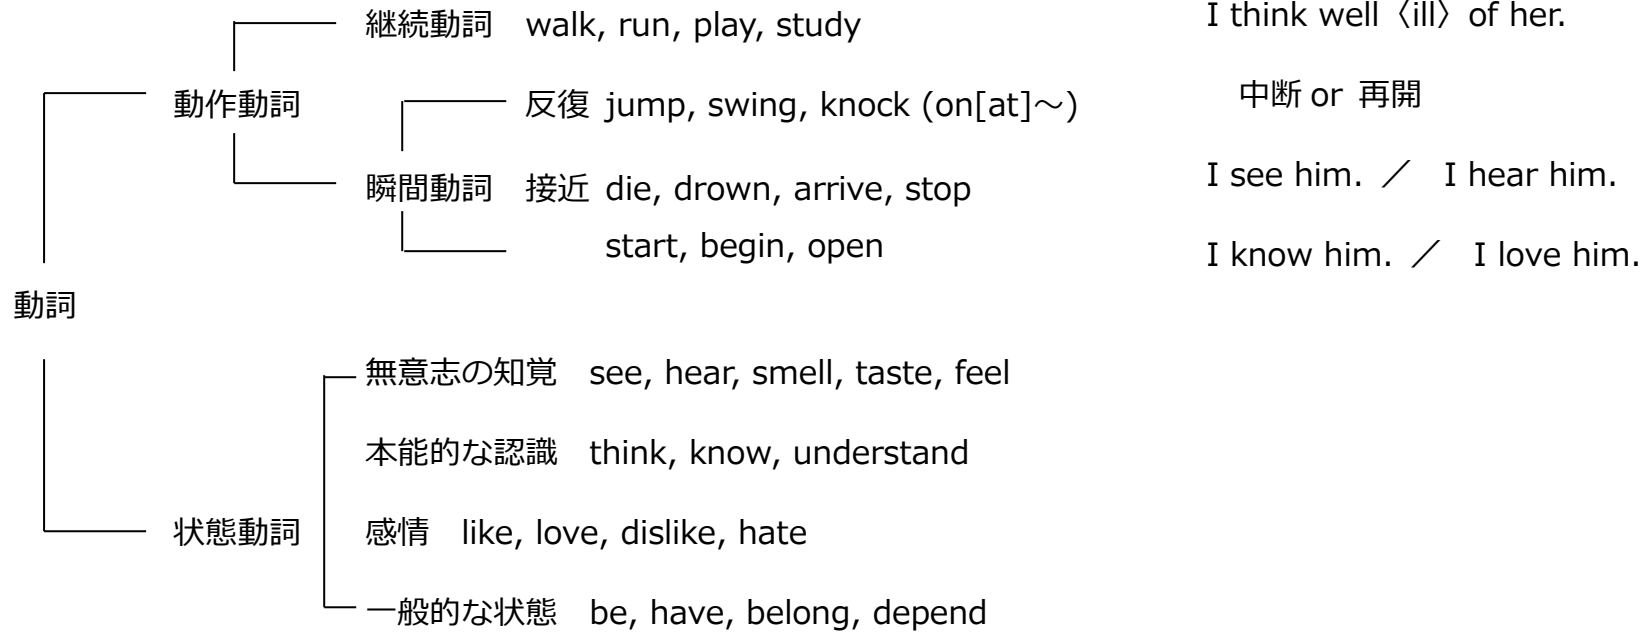 継続動詞 walk, run, play, study
動作動詞
反復 jump, swing, knock (on[at]～)
瞬間動詞 接近 die, drown, arrive, stop
start, begin, open
動詞
無意志の知覚 see, hear, smell, taste, feel
本能的な認識 think, know, understand
状態動詞 感情 like, love, dislike, hate
一般的な状態 be, have, belong, depend
I think well〈ill〉of her.
中断 or 再開
I see him. ／ I hear him.
I know him. ／ I love him.